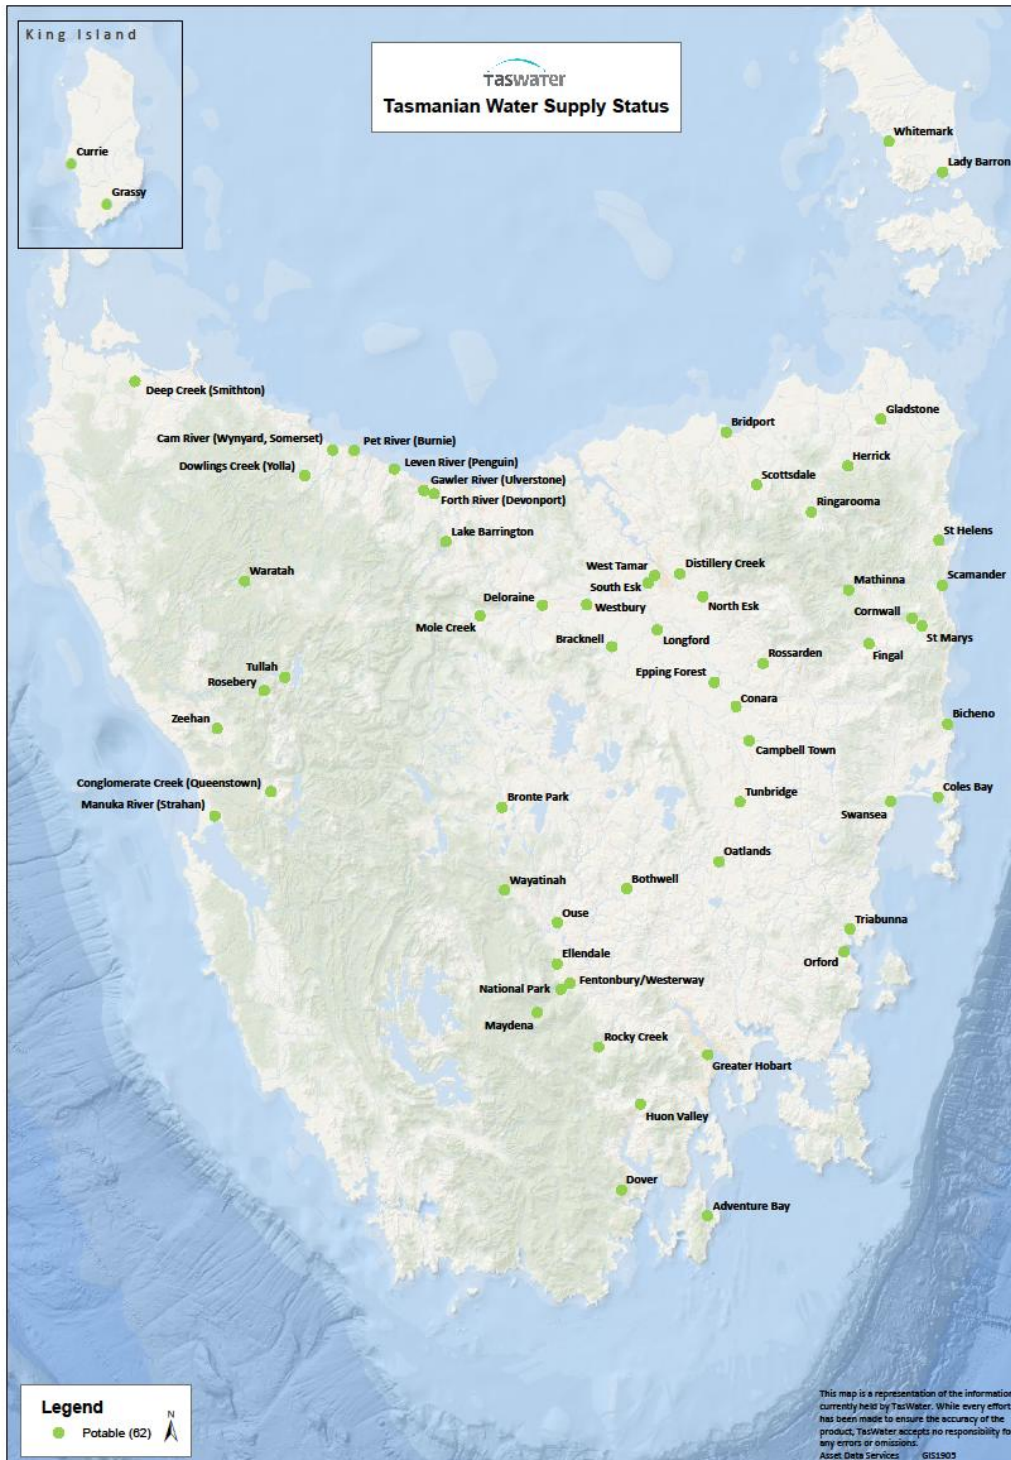 King Island
Currie
Grassy
Taswater
Tasmanian Water Supply Status
Whitemark
Lady Barron
Deep Creek (Smithton)
Cam River (Wynyard, Somerset)
Pet River (Burnie)
Dowlings Creek (Yolla)
Leven River (Penguin)
Gawler River (Ulverstone)
Forth River (Devonport)
Lake Barrington
Bridport
Gladstone
Herrick
Scottsdale
Ringarooma
St Helens
West Tamar
Distillery Creek
South Esk
Waratah
Mathinna
Scamander
Deloraine
Westbury
North Esk
Cornwall
Mole Creek
Longford
St Marys
Bracknell
Fingal
Rossarden
Tullah
Epping Forest
Rosebery
Conara
Zeehan
Bicheno
Campbell Town
Conglomerate Creek (Queenstown)
Manuka River (Strahan)
Bronte Park
Tunbridge
Coles Bay
Swansea
Oatlands
Wayatinah
Bothwell
Ouse
Triabunna
Ellendale
Orford
Fentonbury/Westerway
National Park
Maydena
Rocky Creek
Greater Hobart
Huon Valley
Dover
Adventure Bay
Legend
N
Potable (62)
This map is a representation of the information
currently held by TasWater. While every effort
has been made to ensure the accuracy of the
product, TasWater accepts no responsibility fo
any errors or omissions.
Asset Data Services GIS1905